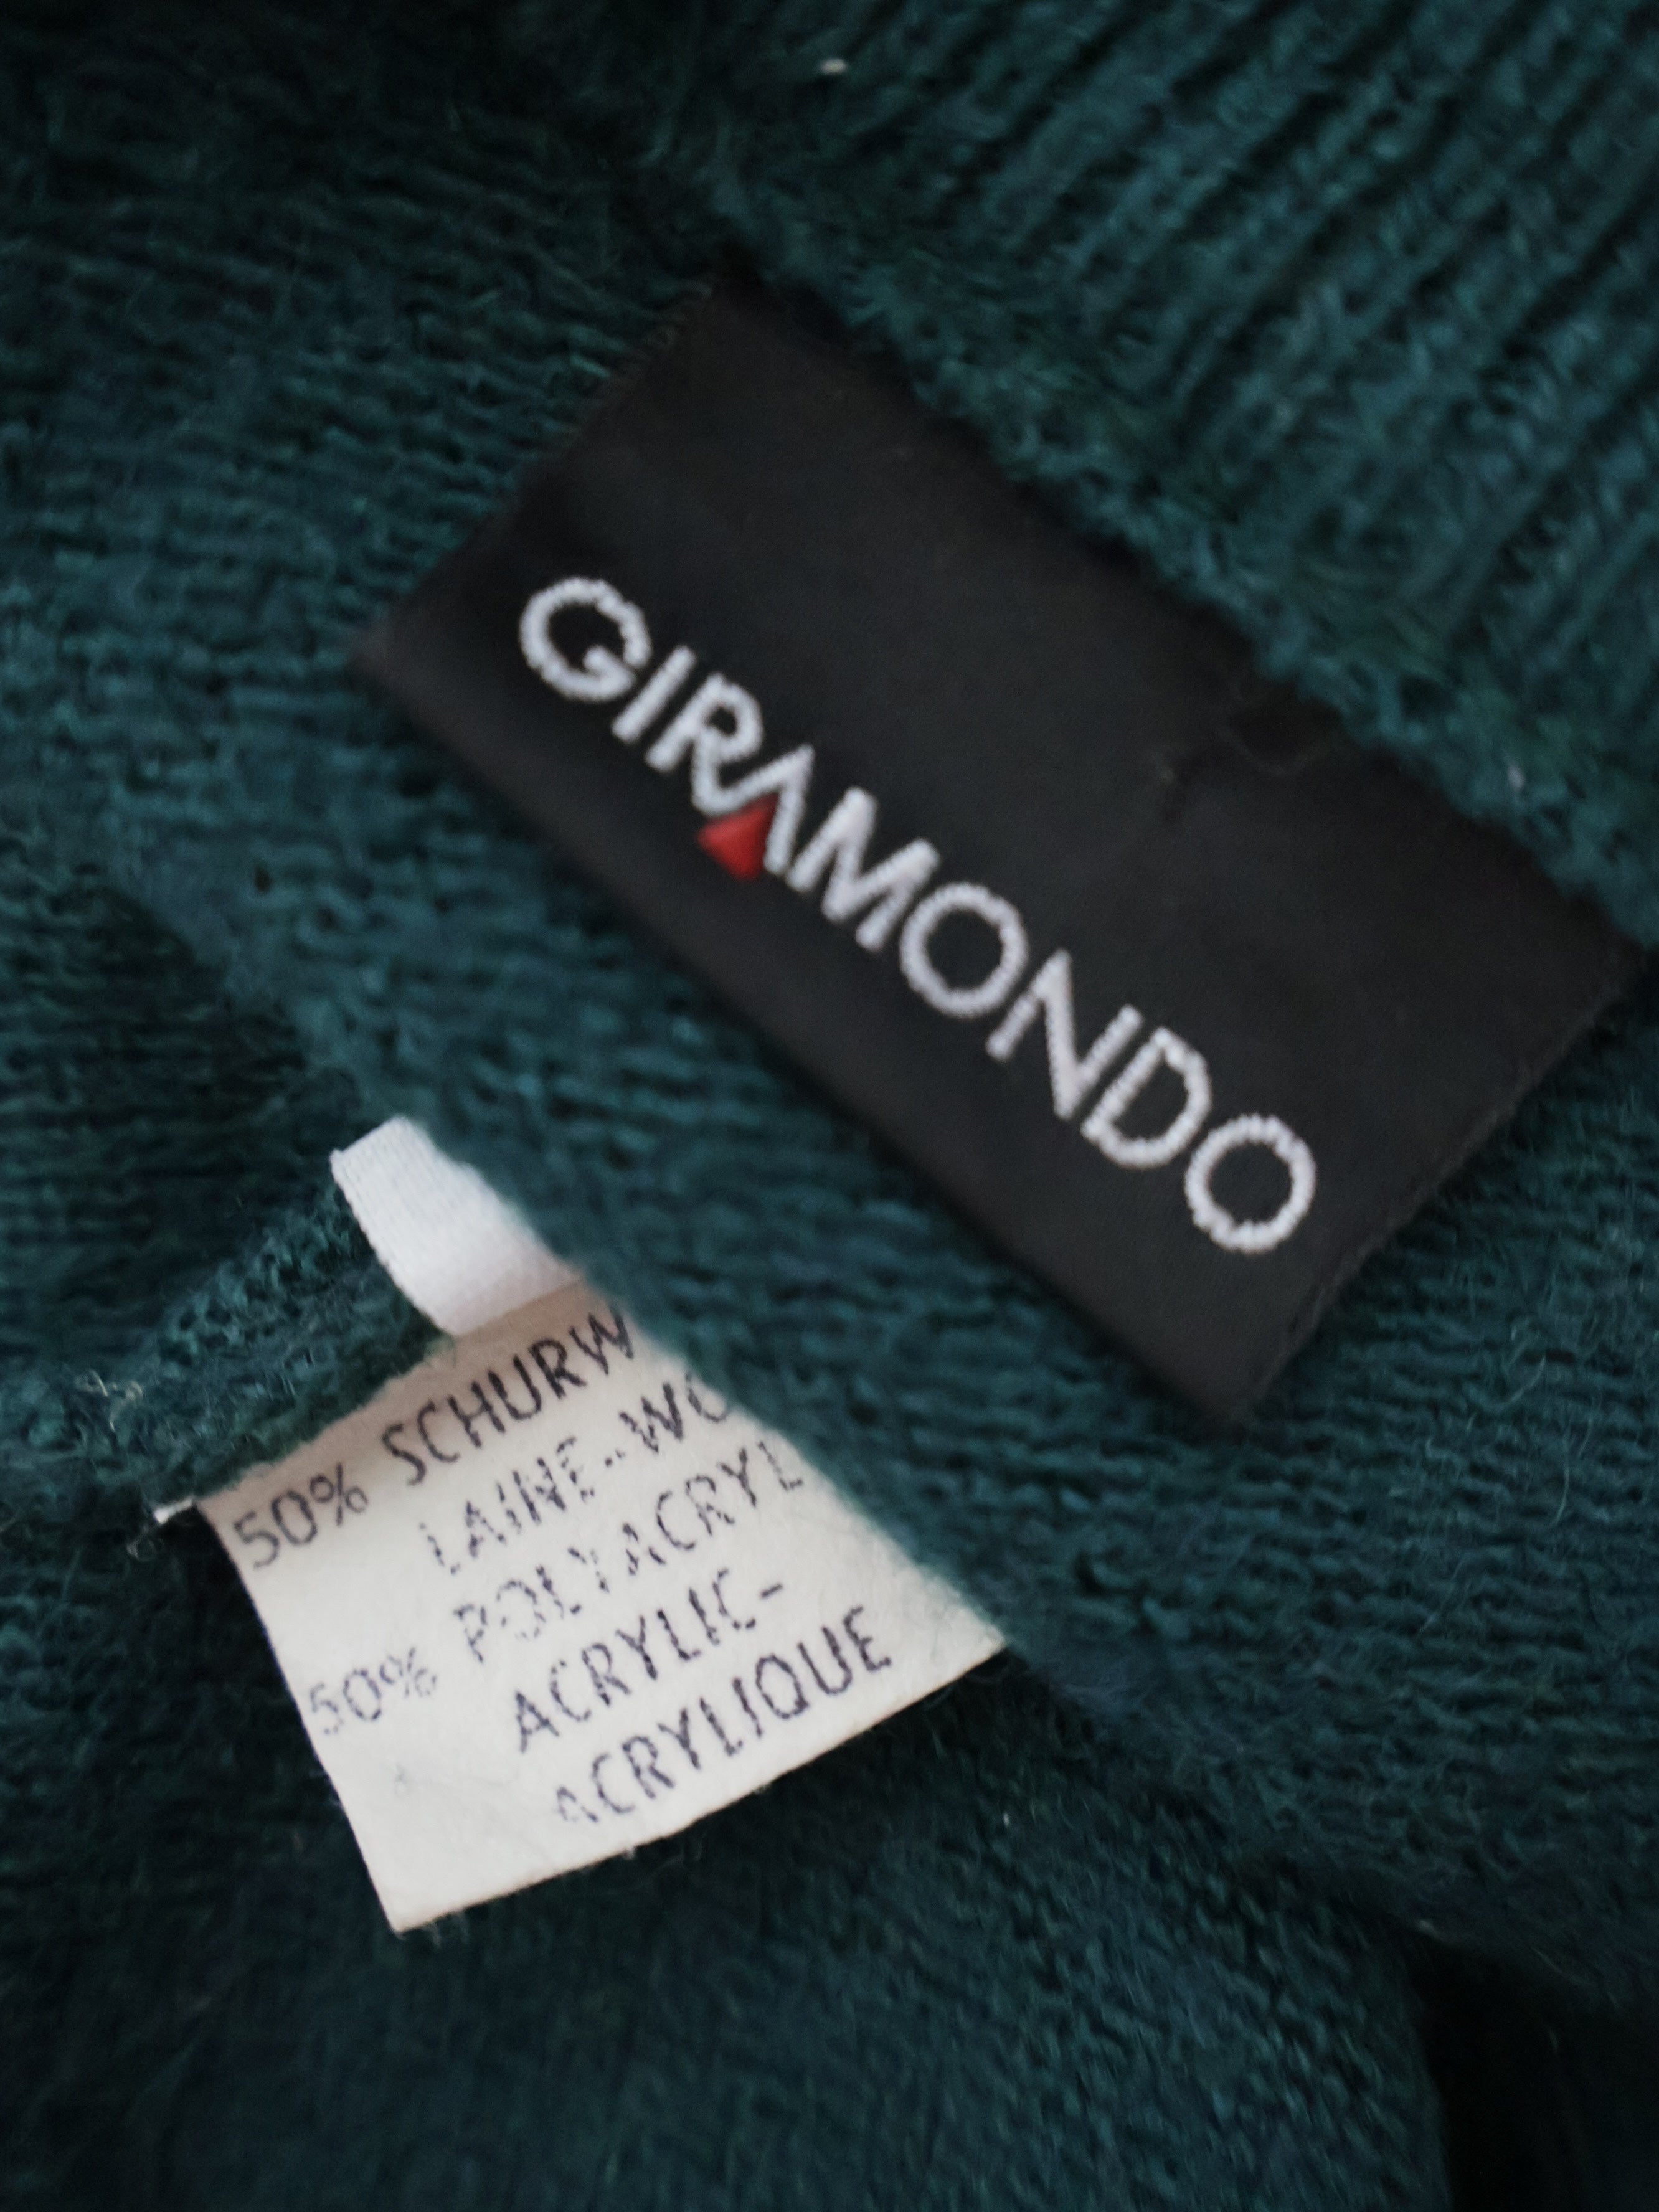 GIRAMONDO
50% SCHURW
LAINE-WO
50% POLYACRYL
ACRYLIC-
ACRYLIQUE